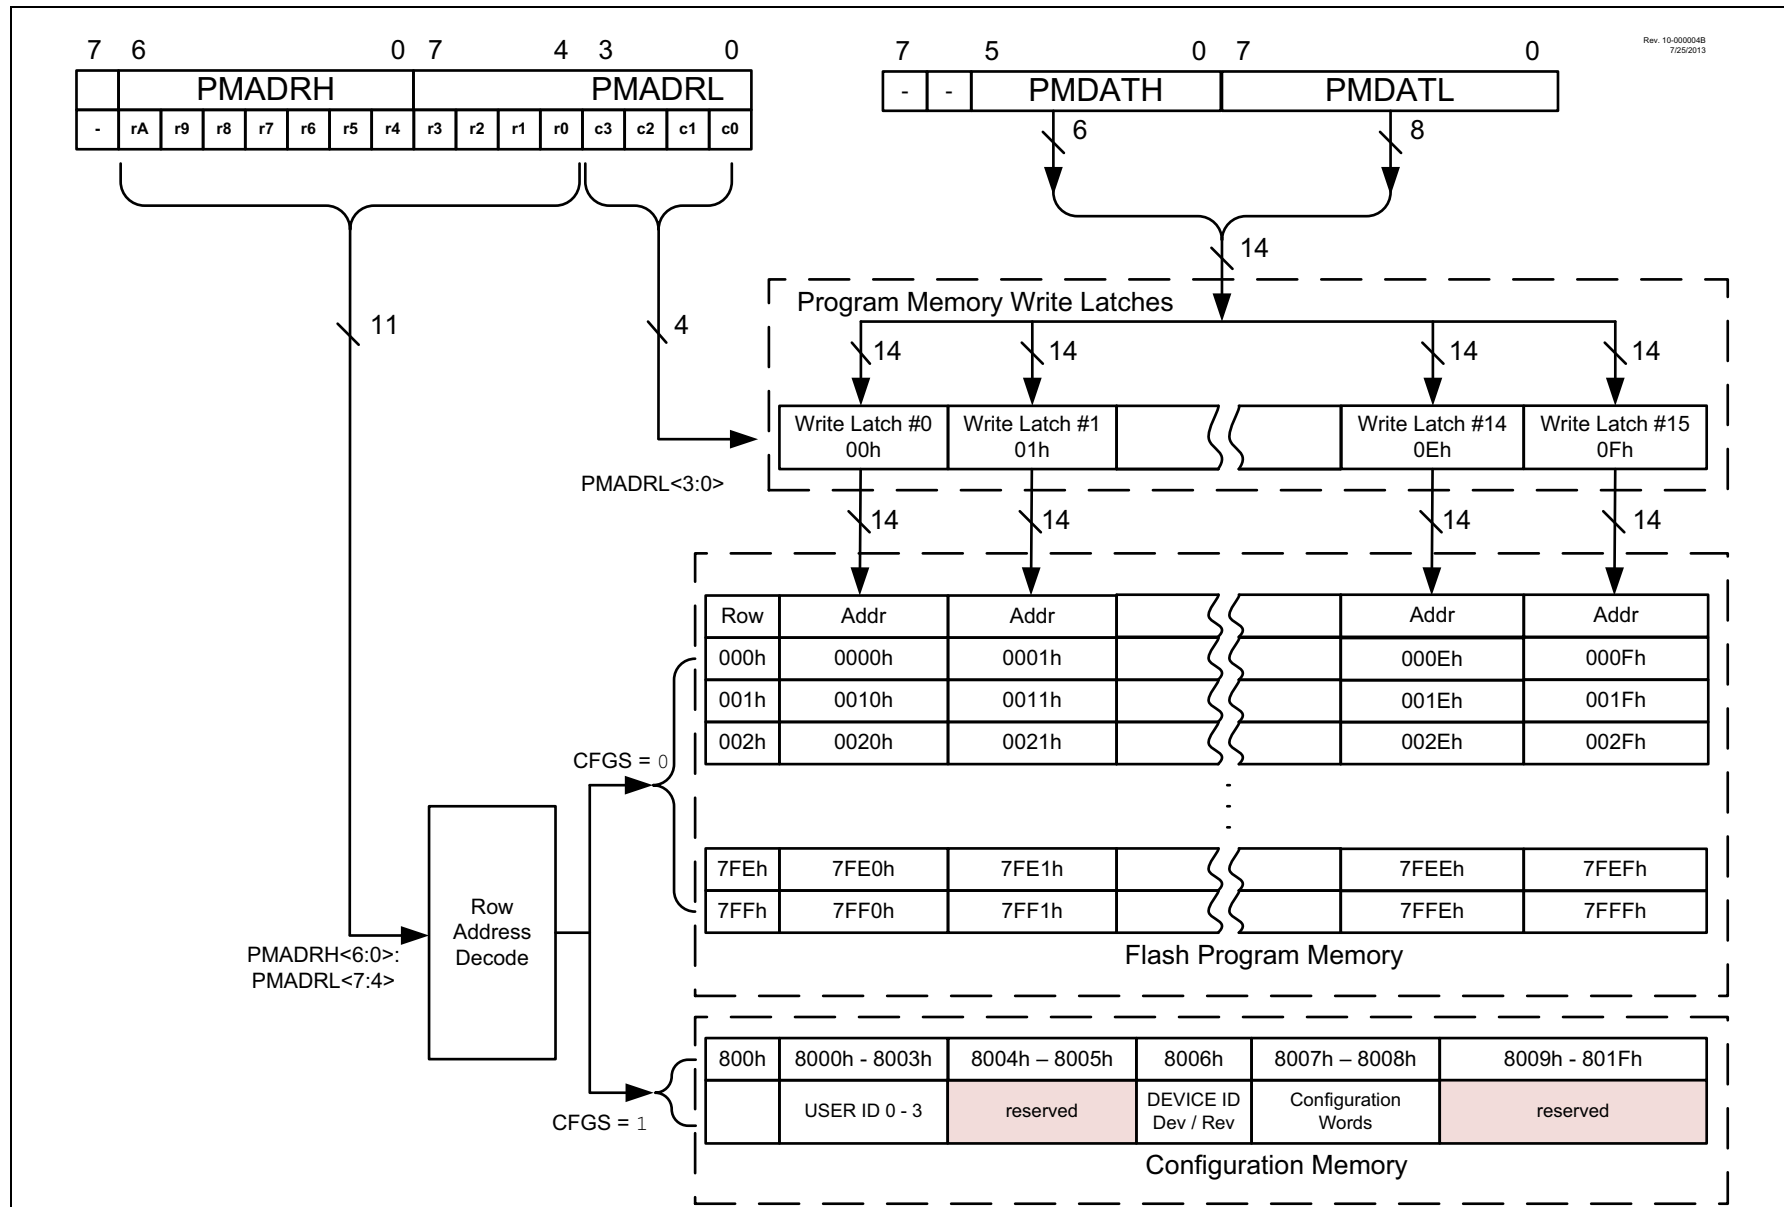 7 6 0 7 4 3 0
7 5 0 7 0
Rev. 10-000004B
7/25/2013
PMADRH PMADRL
- rA r9 r8 r7 r6 r5 r4 r3 r2 r1 r0 c3 c2 c1 c0
- - PMDATH PMDATL
6 8
14
11 4
Program Memory Write Latches
14 14 14 14
Write Latch #0 Write Latch #1 Write Latch #14 Write Latch #15
00h 01h 0Eh 0Fh
PMADRL<3:0>
14 14 14 14
Row Addr Addr Addr Addr
000h 0000h 0001h 000Eh 000Fh
001h 0010h 0011h 001Eh 001Fh
002h 0020h 0021h 002Eh 002Fh
CFGS = 0
7FEh 7FE0h 7FE1h 7FEEh 7FEFh
7FFh 7FF0h 7FF1h 7FFEh 7FFFh
Flash Program Memory
Row
Address
Decode
PMADRH<6:0>:
PMADRL<7:4>
800h 8000h - 8003h 8004h – 8005h 8006h 8007h – 8008h 8009h - 801Fh
USER ID 0 - 3 reserved DEVICE ID Configuration reserved
Dev / Rev Words
CFGS = 1
Configuration Memory